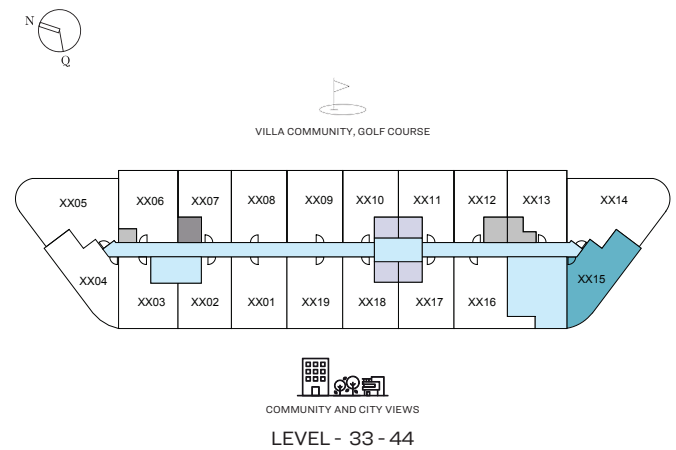 N
Q
VILLA COMMUNITY, GOLF COURSE
XX05
XX06
XX07
XX08
XX09
XX10
XX11
XX12
XX13
XX14
XX04
XX03
XX02
XX01
XX19
XX18
XX17
XX16
XX15
COMMUNITY AND CITY VIEWS
LEVEL - 33 - 44